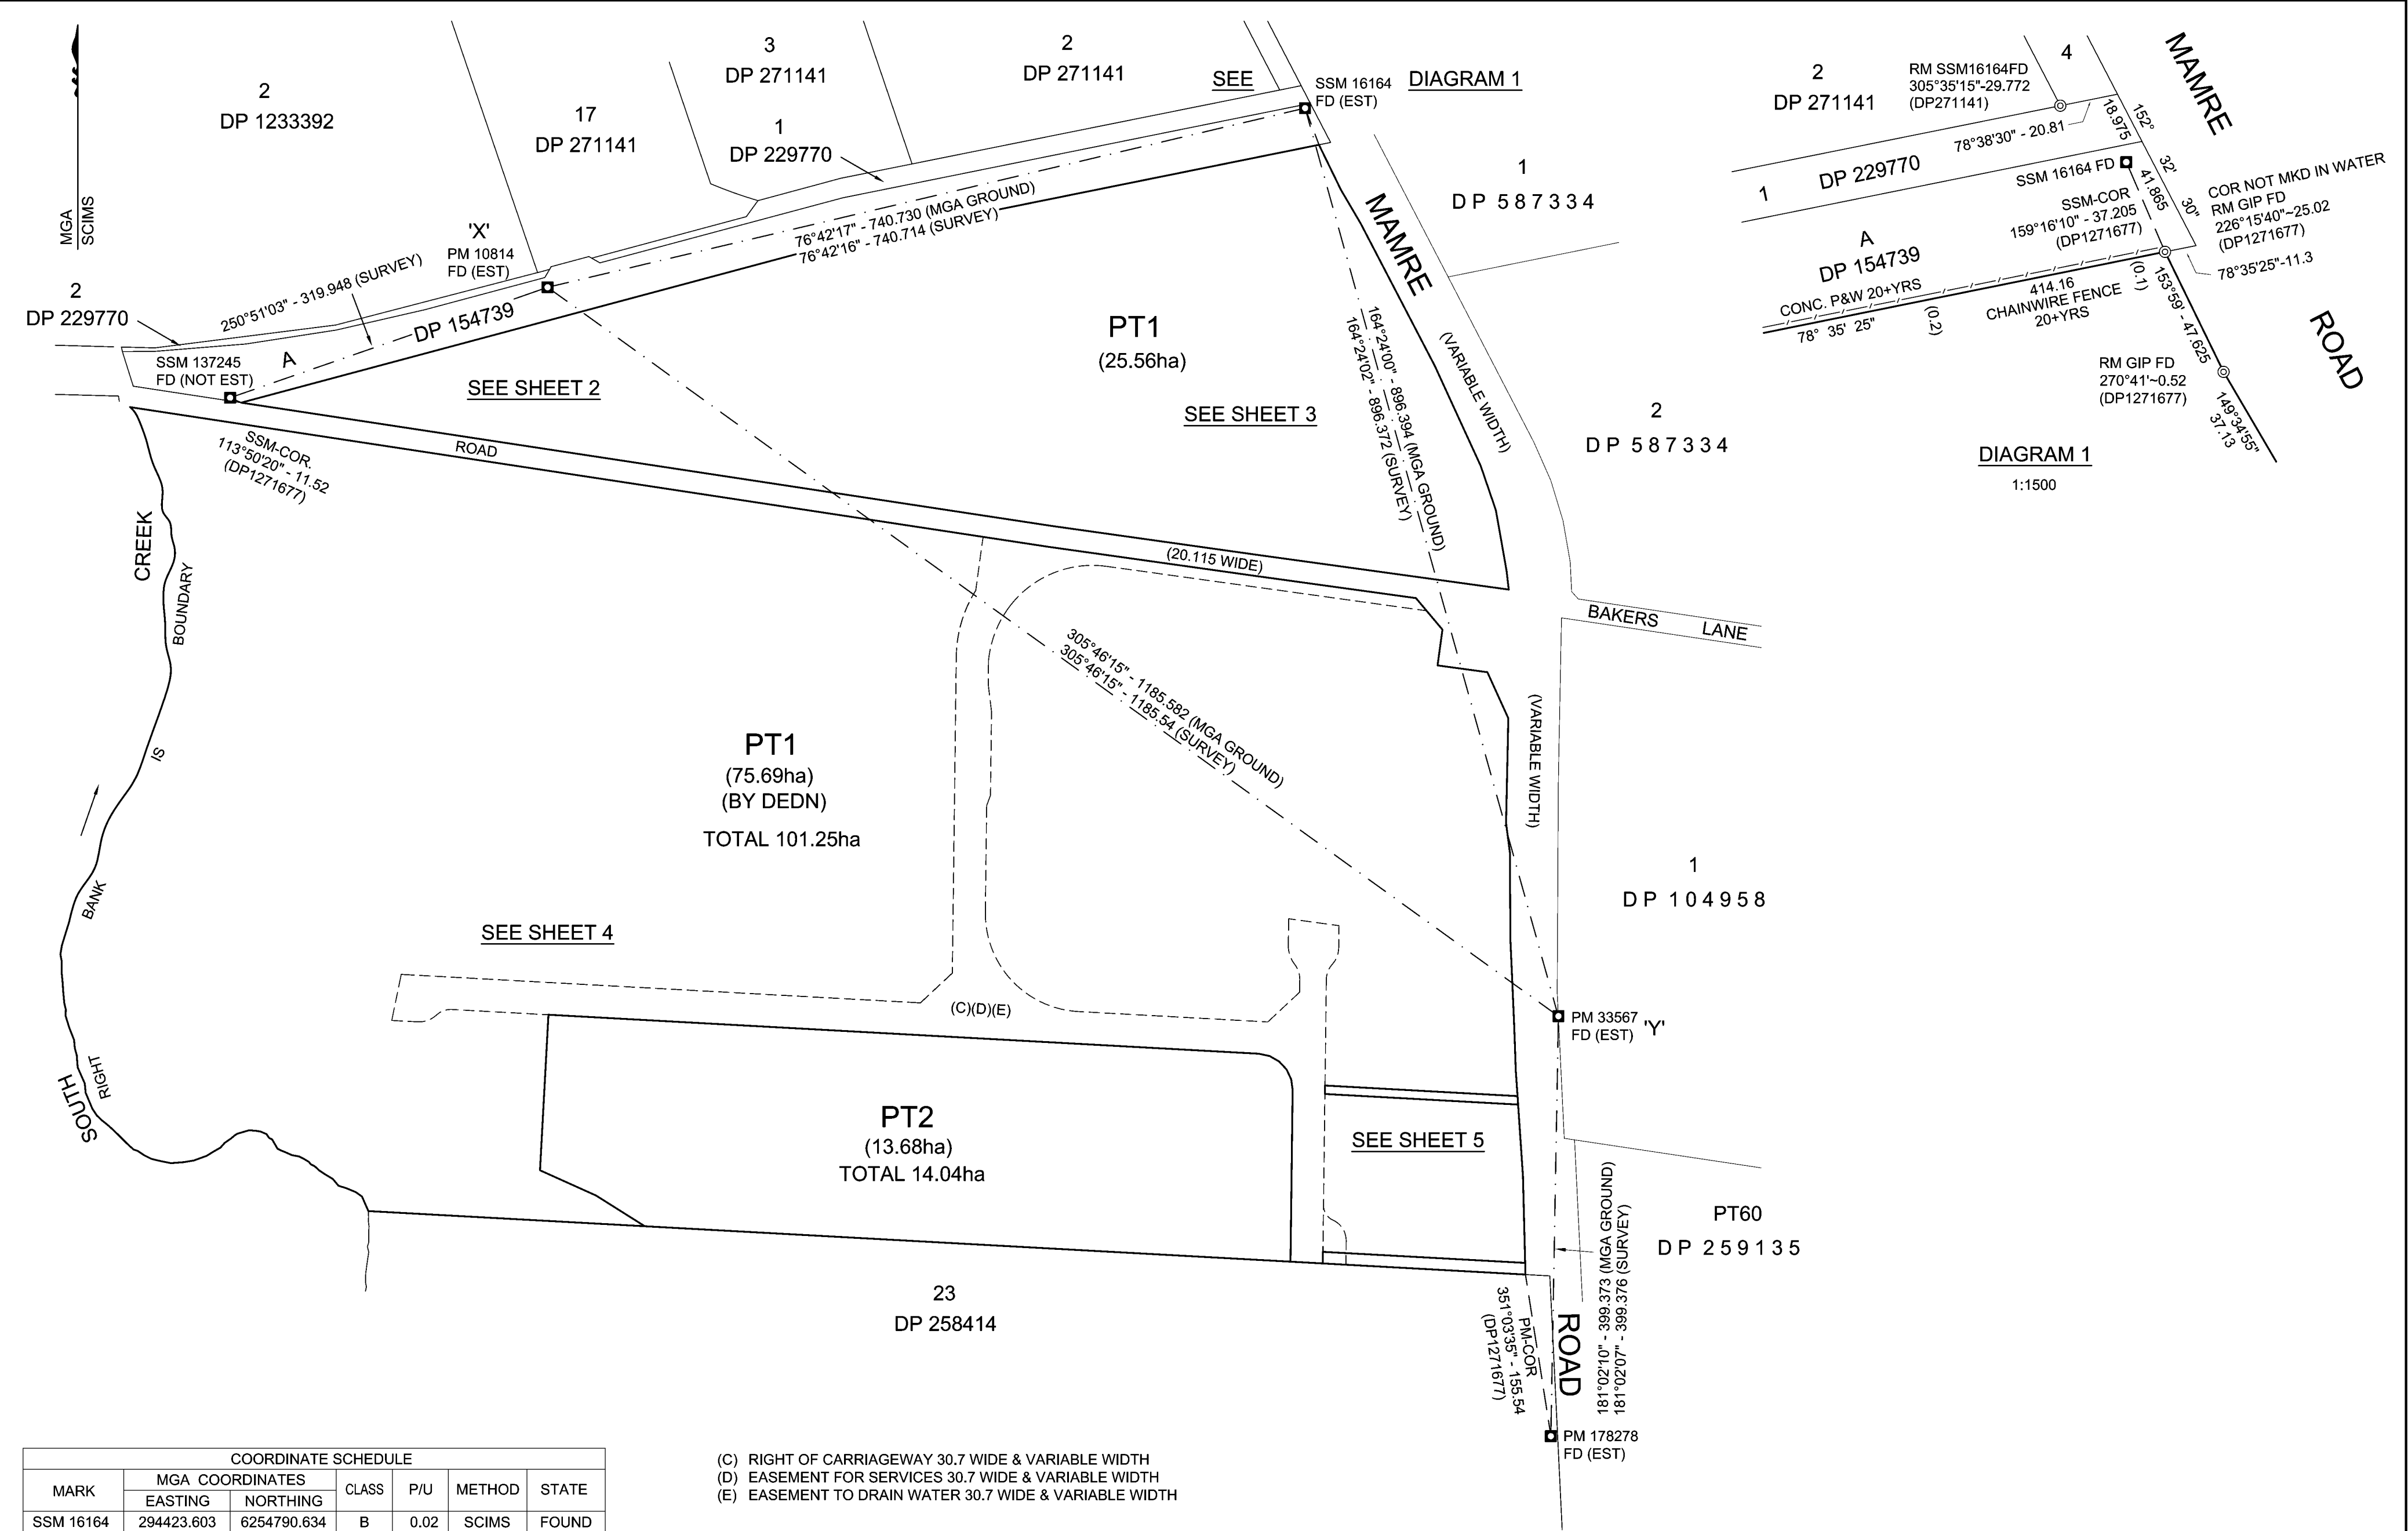 MGA
SCIMS
2
DP 1233392
17
DP 271141
3
DP 271141
1
DP 229770
2
DP 271141
SEE DIAGRAM 1
SSM 16164
FD (EST)
2
DP 229770
250°51'03" - 319.948 (SURVEY)
'X'
PM 10814
FD (EST)
76°42'17" - 740.730 (MGA GROUND)
76°42'16" - 740.714 (SURVEY)
A
DP 154739
SSM 137245
FD (NOT EST)
SEE SHEET 2
SSM-COR.
113°50'20" - 11.52
(DP1271677)
ROAD
(20.115 WIDE)
PT1
(25.56ha)
SEE SHEET 3
164°24'00" - 896.394 (MGA GROUND)
164°24'02" - 896.372 (SURVEY)
MAMRE
(VARIABLE WIDTH)
1
DP 587334
2
DP 587334
BAKERS LANE
(VARIABLE WIDTH)
1
DP 104958
CREEK
BOUNDARY
IS
BANK
RIGHT
SOUTH
305°46'15" - 1185.582 (MGA GROUND)
305°46'15" - 1185.54 (SURVEY)
PT1
(75.69ha)
(BY DEDN)
TOTAL 101.25ha
SEE SHEET 4
(C)(D)(E)
PM 33567
FD (EST)
'Y'
PT2
(13.68ha)
TOTAL 14.04ha
SEE SHEET 5
PT60
DP 259135
181°02'10" - 399.373 (MGA GROUND)
181°02'07" - 399.376 (SURVEY)
23
DP 258414
PM-COR
351°03'35" - 155.54
(DP1271677)
ROAD
PM 178278
FD (EST)
2
DP 271141
RM SSM16164FD
305°35'15"-29.772
(DP271141)
4
MAMRE
78°38'30" - 20.81
18.975
152°
32'
30"
1
DP 229770
SSM 16164 FD
41.865
SSM-COR
159°16'10" - 37.205
(DP1271677)
COR NOT MKD IN WATER
RM GIP FD
226°15'40"~25.02
(DP1271677)
78°35'25"-11.3
A
DP 154739
CONC. P&W 20+YRS
78° 35' 25"
(0.2)
414.16
CHAINWIRE FENCE
20+YRS
(0.1)
153°59' - 47.625
RM GIP FD
270°41'~0.52
(DP1271677)
149°34'55"
37.13
ROAD
DIAGRAM 1
1:1500
COORDINATE SCHEDULE
MARK MGA COORDINATES CLASS P/U METHOD STATE
EASTING NORTHING
SSM 16164 294423.603 6254790.634 B 0.02 SCIMS FOUND
(C) RIGHT OF CARRIAGEWAY 30.7 WIDE & VARIABLE WIDTH
(D) EASEMENT FOR SERVICES 30.7 WIDE & VARIABLE WIDTH
(E) EASEMENT TO DRAIN WATER 30.7 WIDE & VARIABLE WIDTH